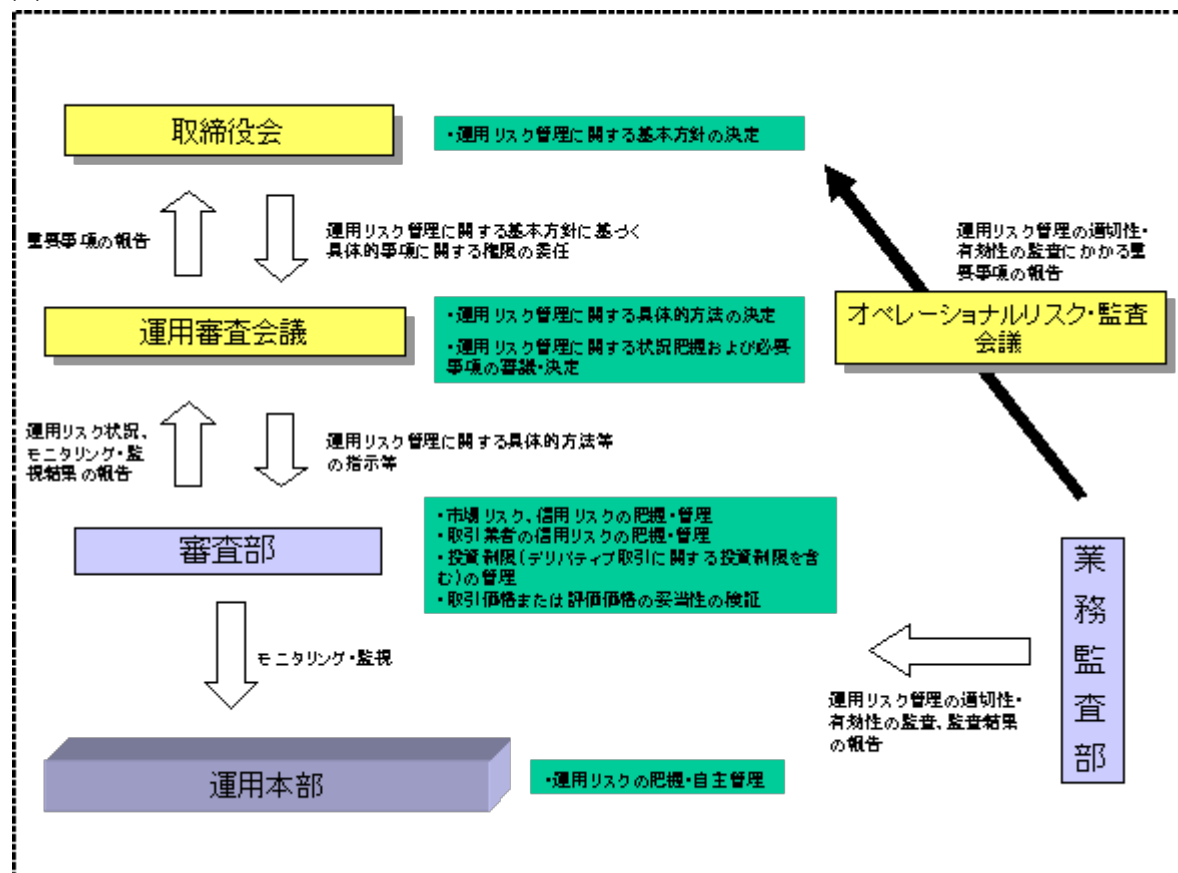 取締役会
・運用リスク管理に関する基本方針の決定
重要事項の報告
運用リスク管理に関する基本方針に基づく
具体的事項に関する権限の委任
運用リスク管理の適切性・
有効性の監査にかかる重
要事項の報告
運用審査会議
・運用リスク管理に関する具体的方法の決定
・運用リスク管理に関する状況把握および必要
事項の審議・決定
オペレーショナルリスク・監査
会議
運用リスク状況、
モニタリング・監
視結果の報告
運用リスク管理に関する具体的方法等
の指示等
審査部
・市場リスク、信用リスクの把握・管理
・取引業者の信用リスクの把握・管理
・投資制限(デリバティブ取引に関する投資制限を含
む)の管理
・取引価格または評価価格の妥当性の検証
モニタリング・監視
業務監査部
運用リスク管理の適切性・
有効性の監査、監査結果
の報告
運用本部
・運用リスクの把握・自主管理